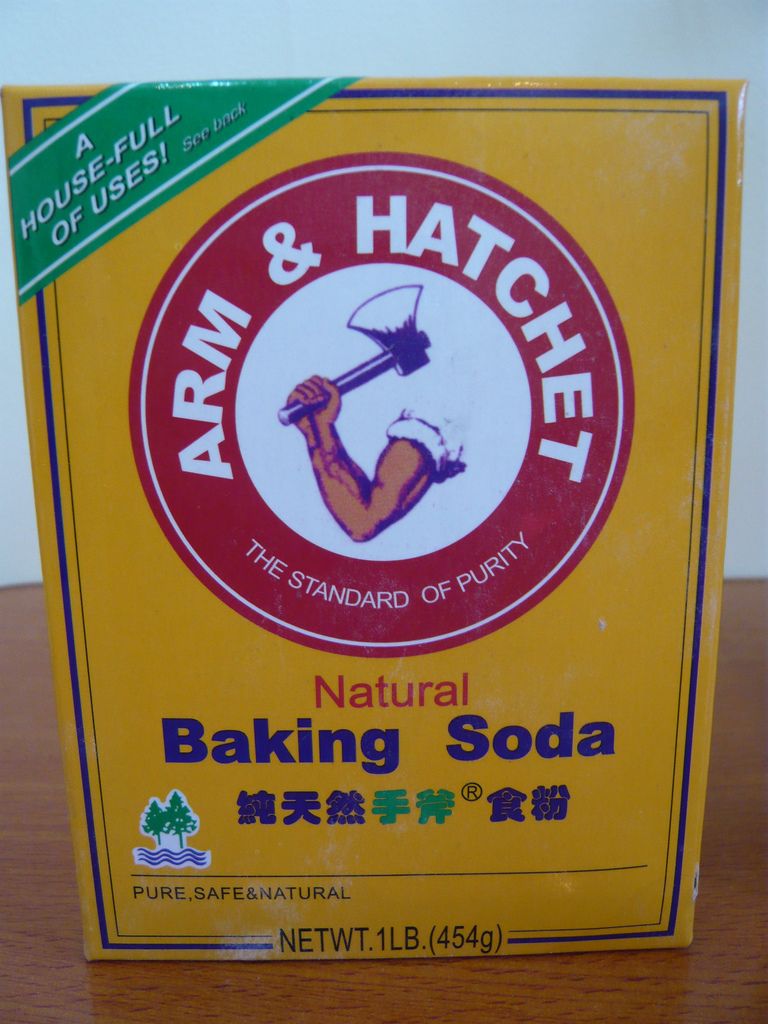 A
HOUSE-FULL
OF USES! See back
ARM & HATCHET
THE STANDARD OF PURITY
Natural
Baking Soda
純天然手斧®食粉
PURE,SAFE&NATURAL
NETWT.1LB.(454g)